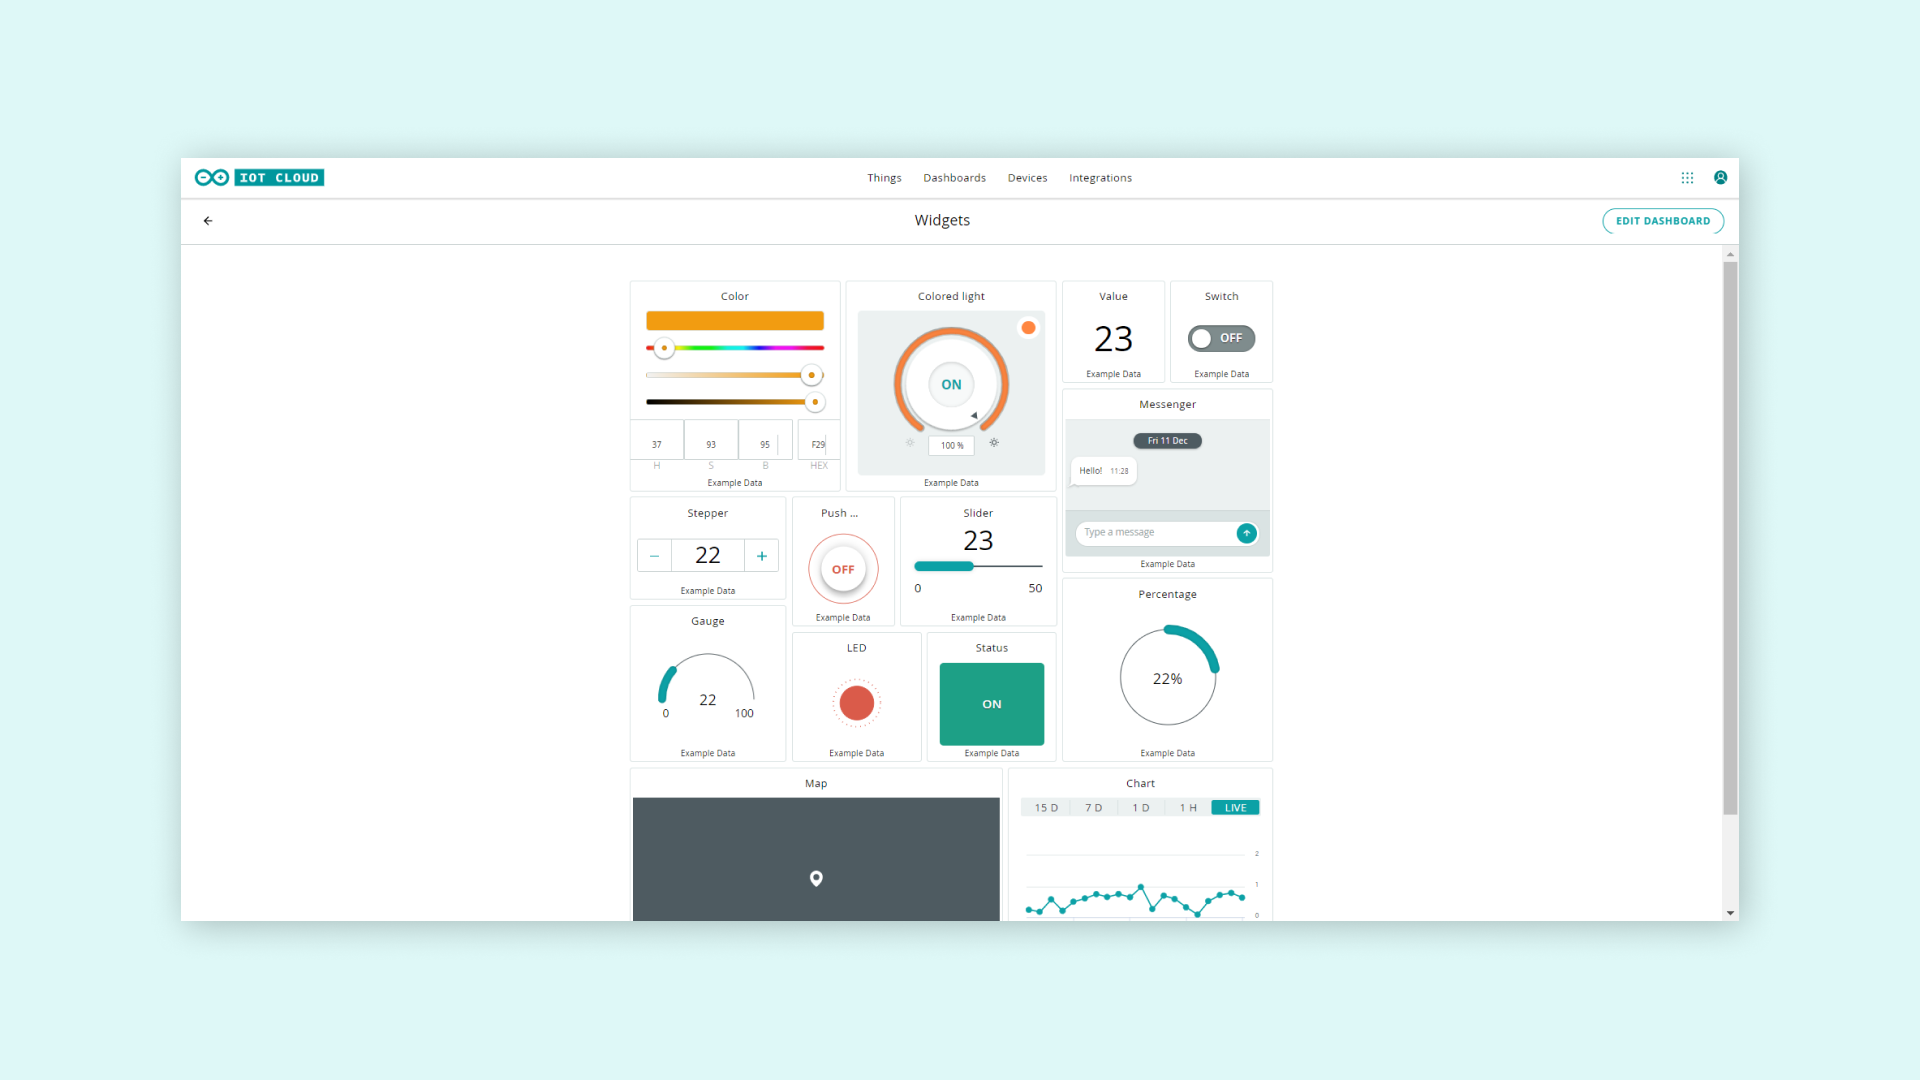 IOT CLOUD
Things Dashboards Devices Integrations
Widgets
EDIT DASHBOARD
Color
37 93 95 F29
H S B HEX
Example Data
Colored light
ON
100 %
Example Data
Value
23
Example Data
Switch
OFF
Example Data
Messenger
Fri 11 Dec
Hello! 11:28
Type a message
Example Data
Stepper
− 22 +
Example Data
Push ...
OFF
Example Data
Slider
23
0 50
Example Data
Gauge
22
0 100
Example Data
LED
Example Data
Status
ON
Example Data
Percentage
22%
Example Data
Map
Chart
15 D 7 D 1 D 1 H LIVE
2
1
0